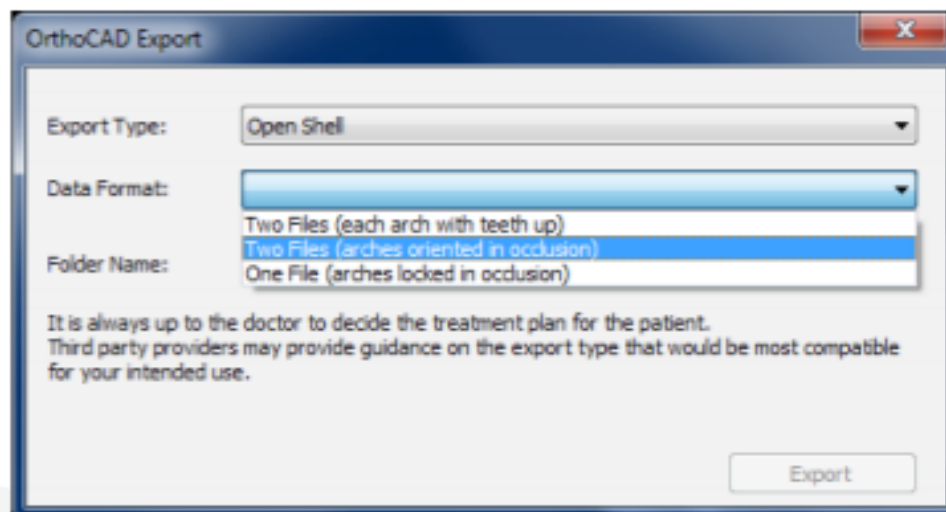 OrthoCAD Export
Export Type: Open Shell
Data Format:
Two Files (each arch with teeth up)
Two Files (arches oriented in occlusion)
Folder Name:
One File (arches locked in occlusion)
It is always up to the doctor to decide the treatment plan for the patient.
Third party providers may provide guidance on the export type that would be most compatible
for your intended use.
Export